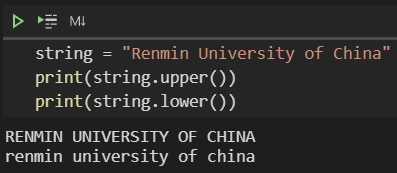 M↓
string = "Renmin University of China"
print(string.upper())
print(string.lower())
RENMIN UNIVERSITY OF CHINA
renmin university of china